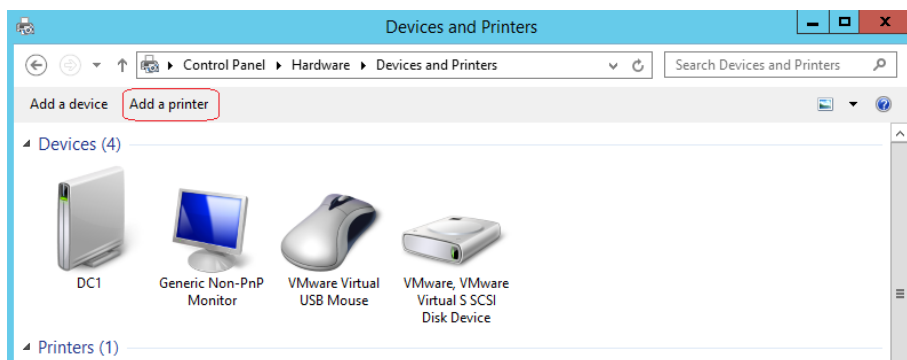 Devices and Printers
Control Panel Hardware Devices and Printers
Search Devices and Printers
Add a device Add a printer
Devices (4)
DC1
Generic Non-PnP
Monitor
VMware Virtual
USB Mouse
VMware, VMware
Virtual S SCSI
Disk Device
Printers (1)